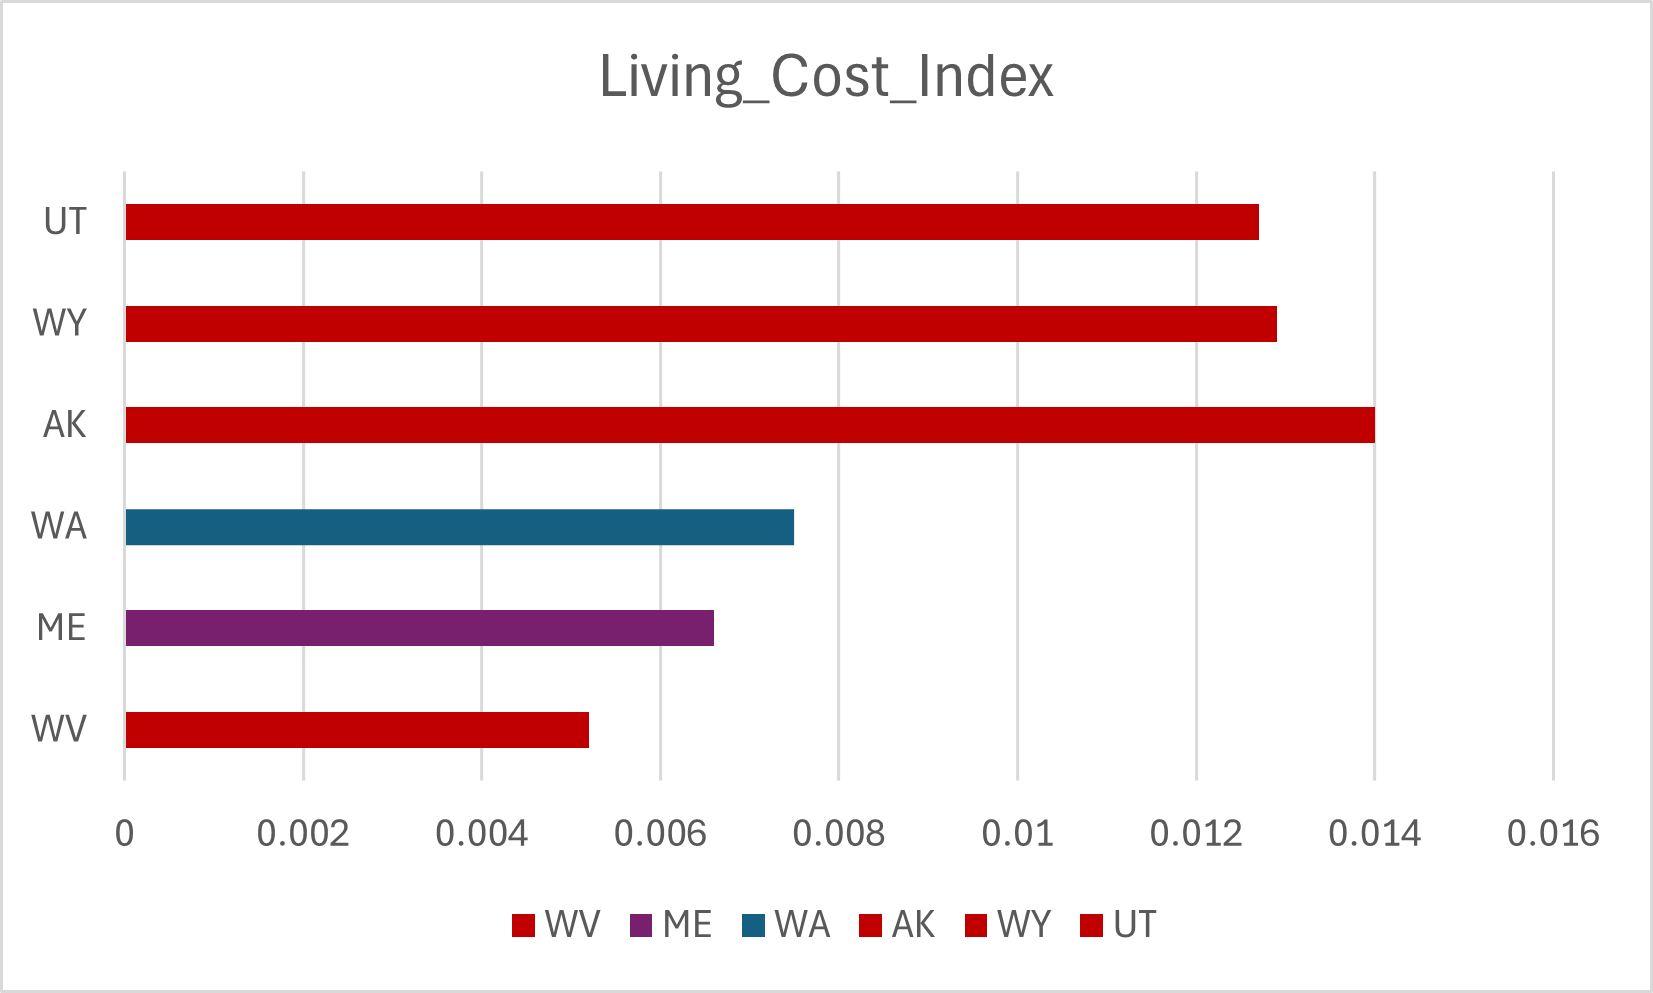 Living_Cost_Index
UT
WY
AK
WA
ME
WV
0 0.002 0.004 0.006 0.008 0.01 0.012 0.014 0.016
WV ME WA AK WY UT